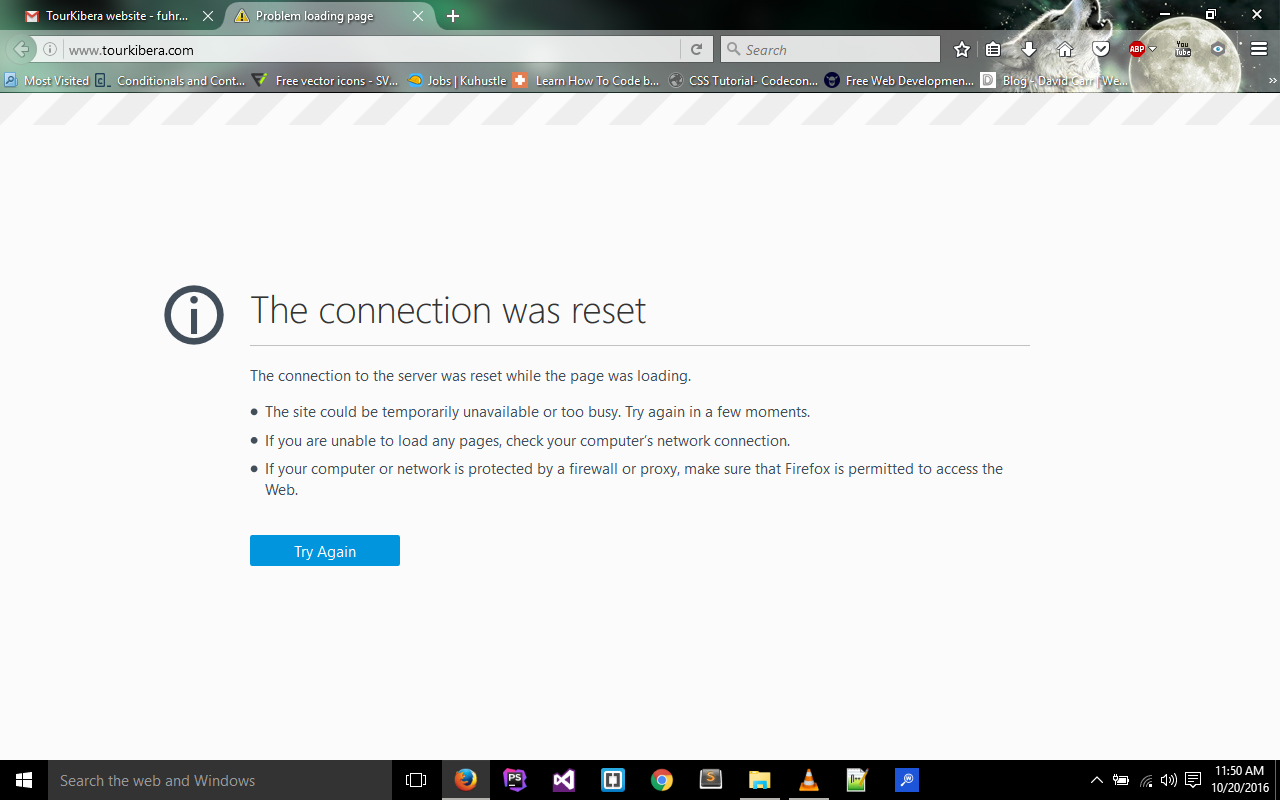 TourKibera website - fuhr...
Problem loading page
www.tourkibera.com
Search
ABP
You
Tube
Most Visited
Conditionals and Cont...
Free vector icons - SV...
Jobs | Kuhustle
Learn How To Code b...
CSS Tutorial- Codecon...
Free Web Developmen...
D
Blog - David Carr | We...
»
The connection was reset
The connection to the server was reset while the page was loading.
The site could be temporarily unavailable or too busy. Try again in a few moments.
If you are unable to load any pages, check your computer’s network connection.
If your computer or network is protected by a firewall or proxy, make sure that Firefox is permitted to access the
Web.
Try Again
Search the web and Windows
PS
S
11:50 AM
10/20/2016